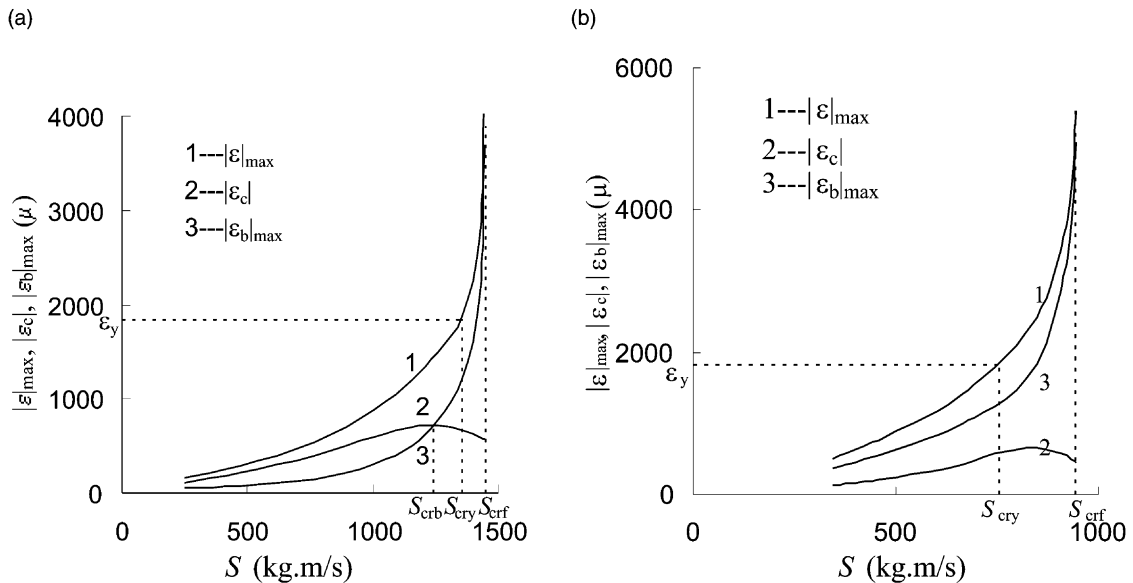 (a)
4000
3000
2000
1000
0
εy
|ε|max, |εc|, |εb|max (μ)
1---|ε|max
2---|εc|
3---|εb|max
1
2
3
Scrb Scry Scrf
0 500 1000 1500
S (kg.m/s)
(b)
6000
4000
2000
0
εy
|ε|max, |εc|, |εb|max (μ)
1---|ε|max
2---|εc|
3---|εb|max
1
3
2
Scry Scrf
0 500 1000
S (kg.m/s)